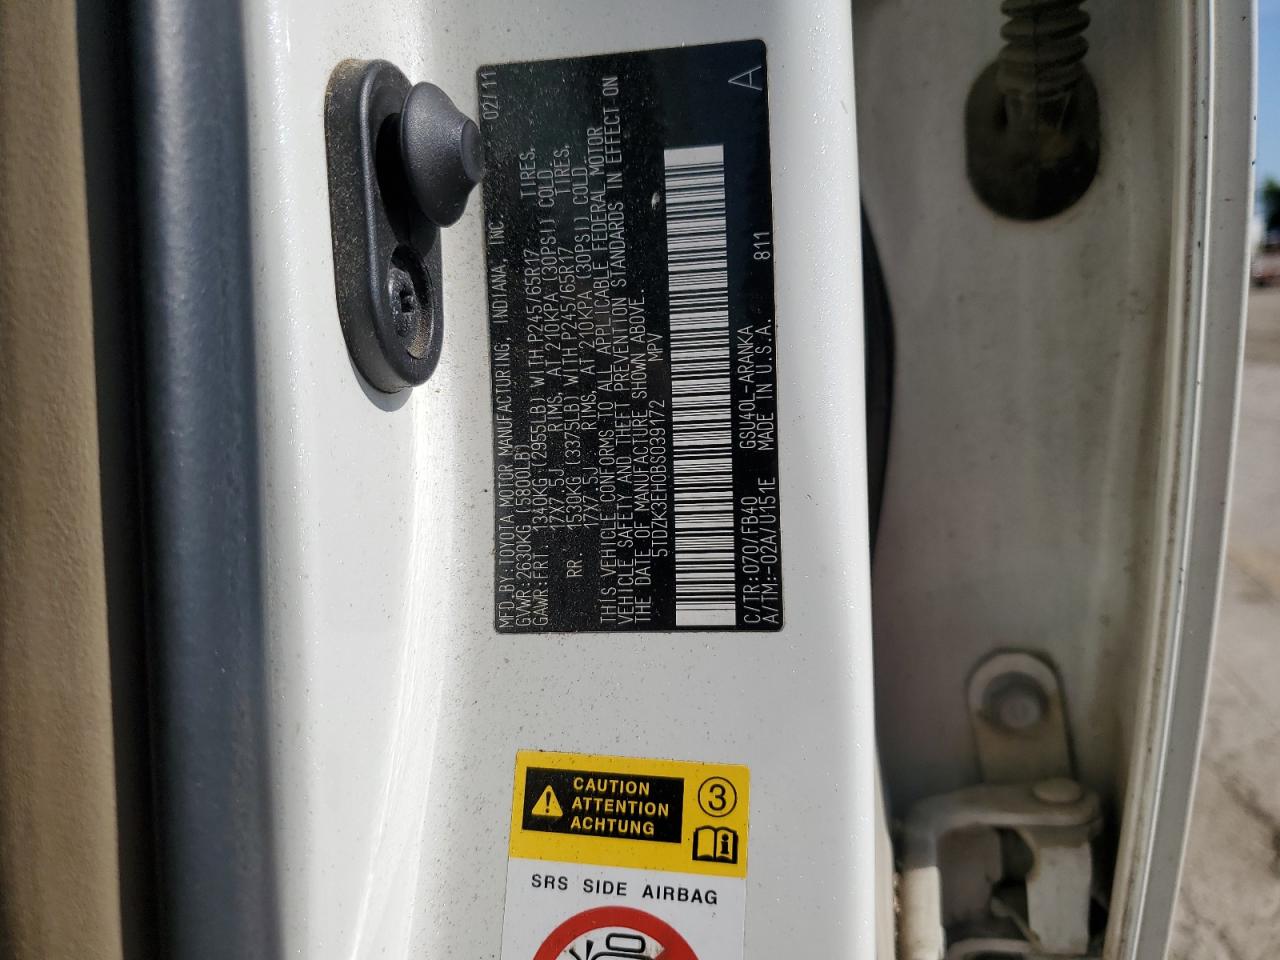 MFD BY:TOYOTA MOTOR MANUFACTURING, INDIANA, INC 02/11
GVWR:2630KG (5800LB)
GAWR:FRT 1340KG (2955LB) WITH P245/65R17 TIRES,
17X7.5J RIMS, AT 210KPA (30PSI) COLD
RR. 1530KG (3375LB) WITH P245/65R17 TIRES,
17X7.5J RIMS, AT 210KPA (30PSI) COLD
THIS VEHICLE CONFORMS TO ALL APPLICABLE FEDERAL MOTOR
VEHICLE SAFETY AND THEFT PREVENTION STANDARDS IN EFFECT ON
THE DATE OF MANUFACTURE SHOWN ABOVE.
5TDZK3EH0BS039172 MPV
C/TR:070/FB40 GSU40L-ARANKA
A/TM:-02A/U151E MADE IN U.S.A. 811
A
CAUTION
ATTENTION
ACHTUNG
3
SRS SIDE AIRBAG